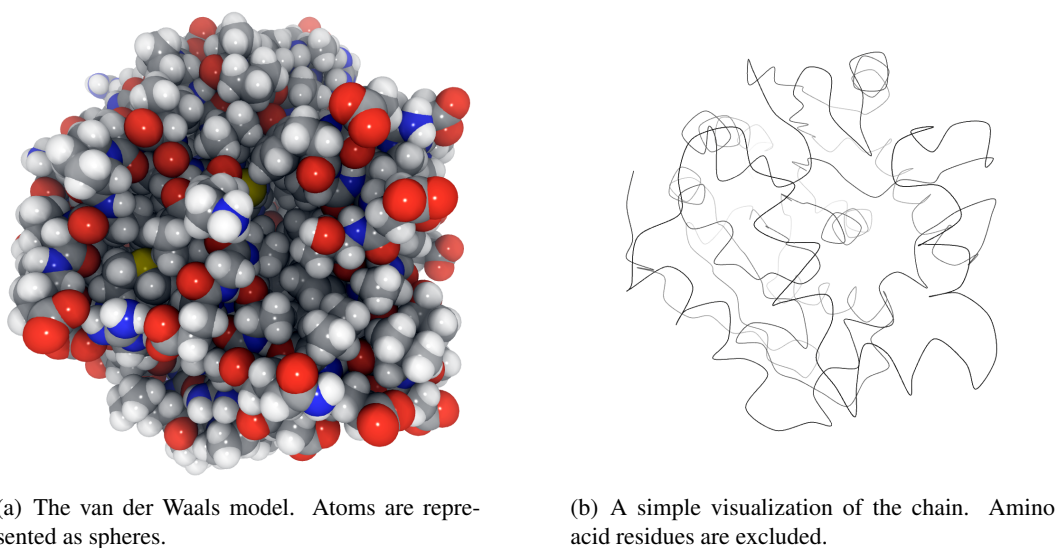 (a) The van der Waals model. Atoms are repre-
sented as spheres.
(b) A simple visualization of the chain. Amino
acid residues are excluded.